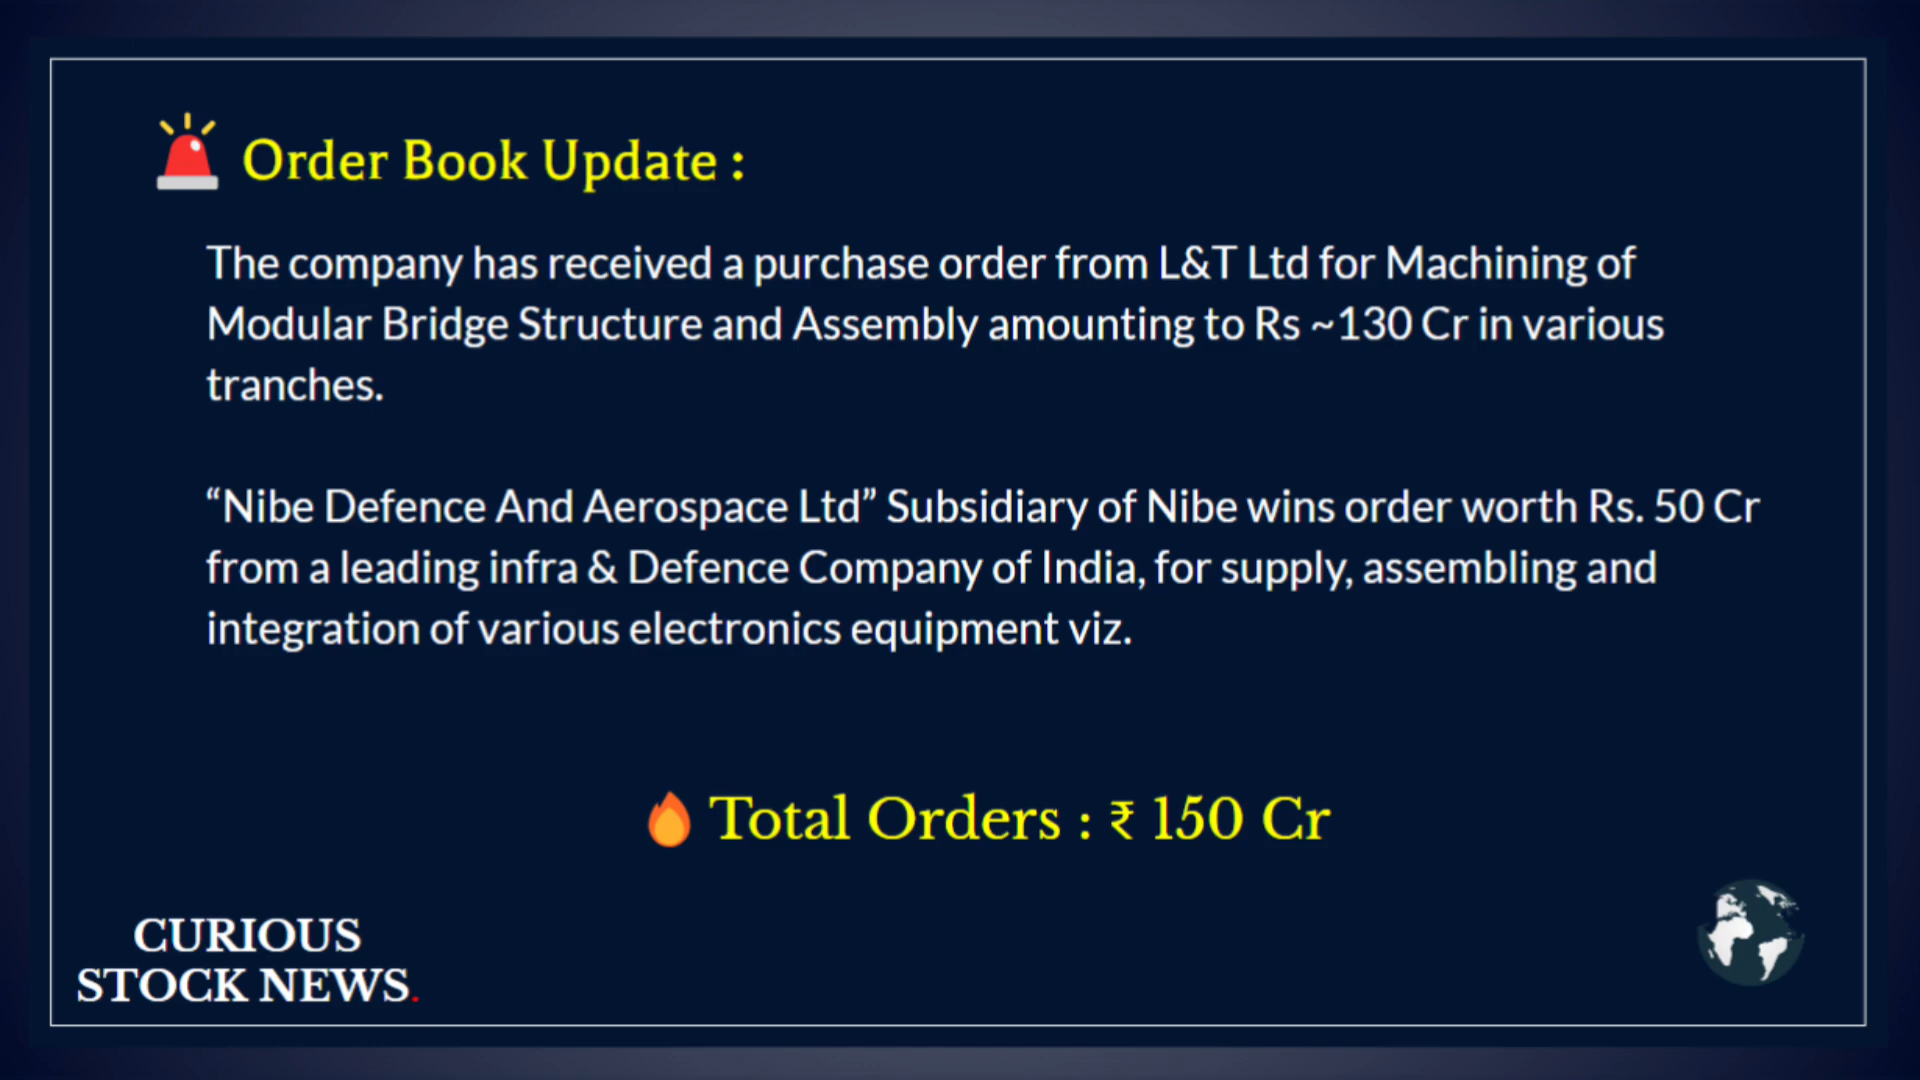 Order Book Update :
The company has received a purchase order from L&T Ltd for Machining of
Modular Bridge Structure and Assembly amounting to Rs ~130 Cr in various
tranches.
“Nibe Defence And Aerospace Ltd” Subsidiary of Nibe wins order worth Rs. 50 Cr
from a leading infra & Defence Company of India, for supply, assembling and
integration of various electronics equipment viz.
Total Orders : ₹ 150 Cr
CURIOUS
STOCK NEWS.